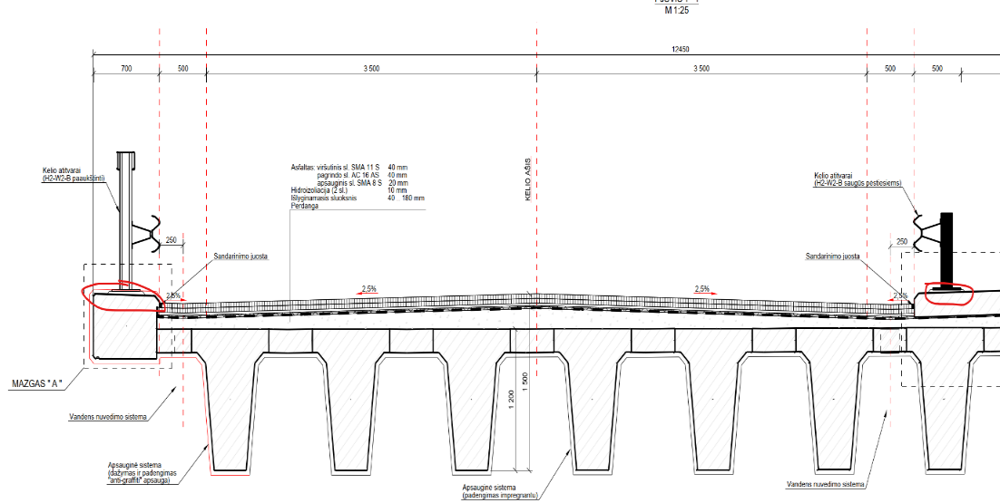 M 1:25
12450
700
500
3 500
3 500
500
500
Kelio atitvarai
(H2-W2-B paaukštinti)
Asfaltas: viršutinis sl. SMA 11 S 40 mm
pagrindo sl. AC 16 AS 40 mm
apsauginis sl. SMA 8 S 20 mm
Hidroizoliacija (2 sl.) 10 mm
Išlyginamasis sluoksnis 40 .. 180 mm
Perdanga
KELIO AŠIS
Kelio atitvarai
(H2-W2-B saugūs pėstiesiems)
250
250
Sandarinimo juosta
Sandarinimo juosta
2.5%
2.5%
2.5%
2.5%
1 200
1 500
MAZGAS " A "
Vandens nuvedimo sistema
Apsauginė sistema
(dažymas ir padengimas
"anti-graffiti" apsauga)
Apsauginė sistema
(padengimas impregnantu)
Vandens nuvedimo sistema